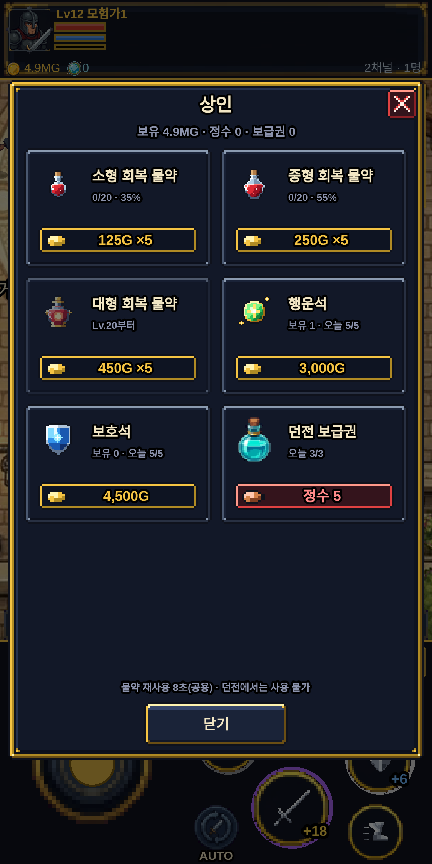 Lv12 모험가1
4.9MG 0
2채널 · 1명
상인
보유 4.9MG · 정수 0 · 보급권 0
소형 회복 물약
0/20 · 35%
125G ×5
중형 회복 물약
0/20 · 55%
250G ×5
대형 회복 물약
Lv.20부터
450G ×5
행운석
보유 1 · 오늘 5/5
3,000G
보호석
보유 0 · 오늘 5/5
4,500G
던전 보급권
오늘 3/3
정수 5
물약 재사용 8초(공용) · 던전에서는 사용 불가
닫기
+6
+18
AUTO